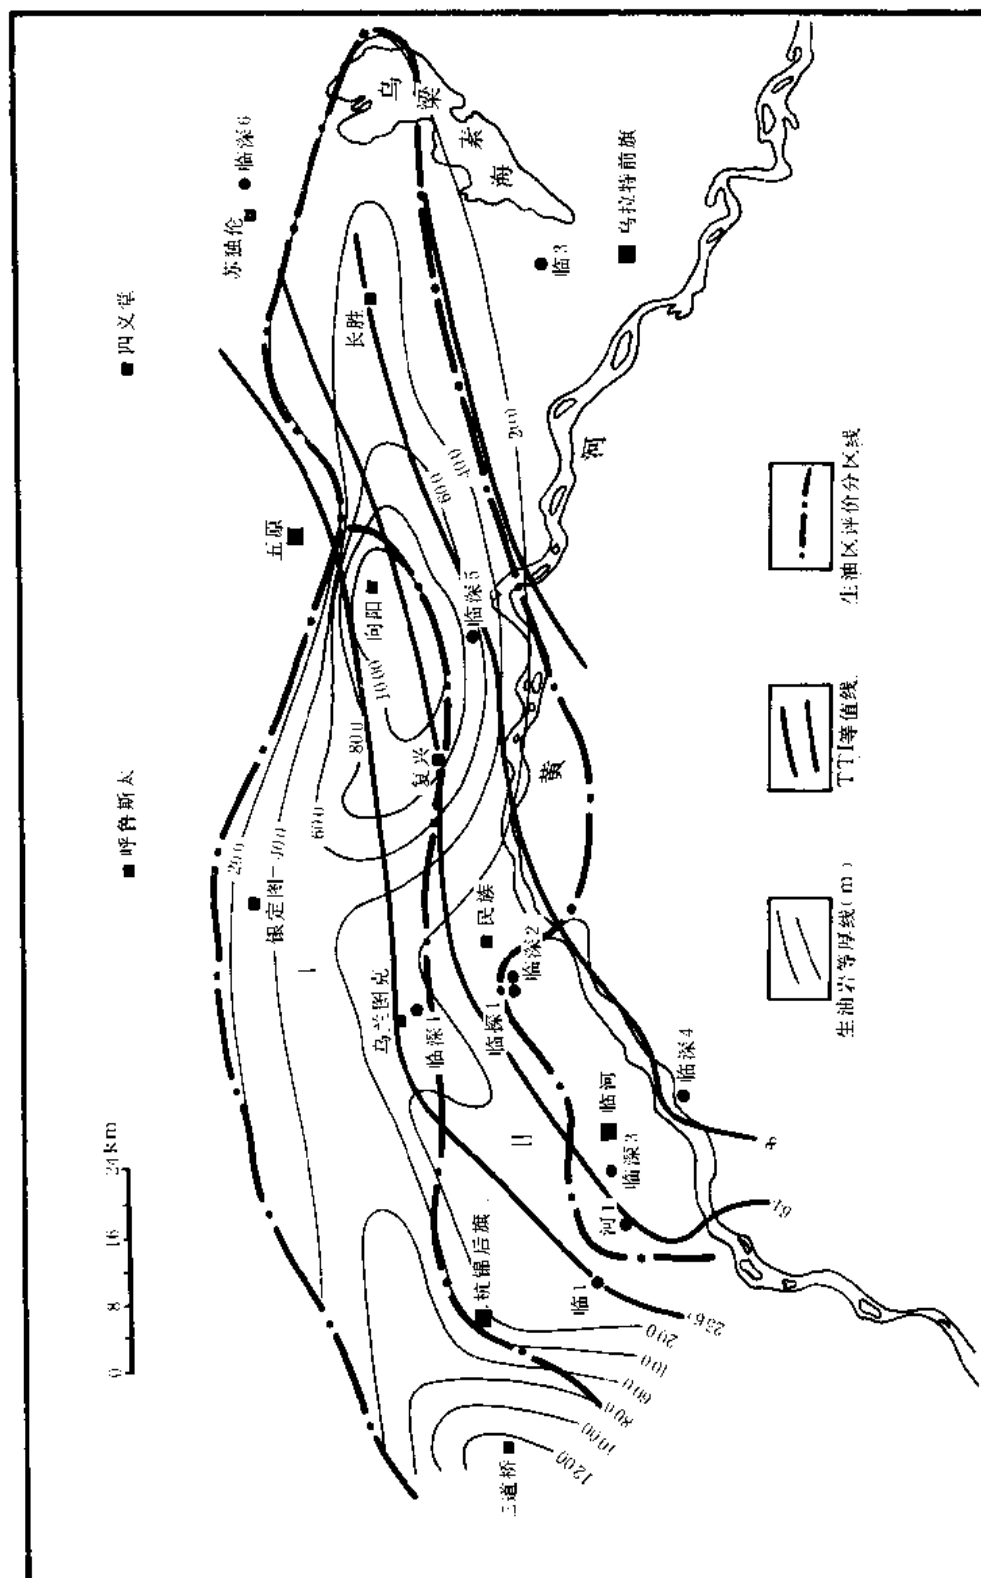 0 8 16 24km
呼鲁斯太
四义堂
苏独伦
临深6
五原
银定图
200
400
600
800
1000
向阳
长胜
复兴
乌梁素海
临3
乌拉特前旗
乌兰图克
临深1
临深5
600
400
200
民族
临探1
临深2
黄
河
I
II
杭锦后旗
三道桥
临1
河1
临深3
临河
临深4
200
600
800
1000
1200
8
生油岩等厚线(m)
TTI等值线
生油区评价分区线